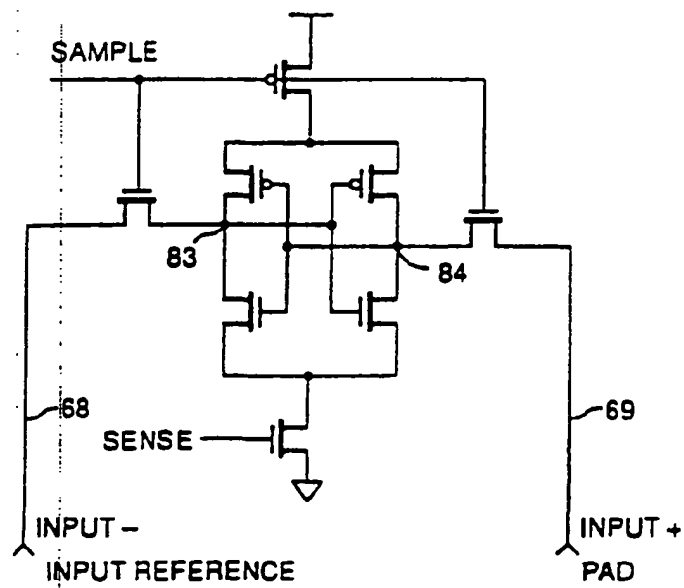 SAMPLE
83
84
68
69
SENSE
INPUT –
INPUT REFERENCE
INPUT +
PAD